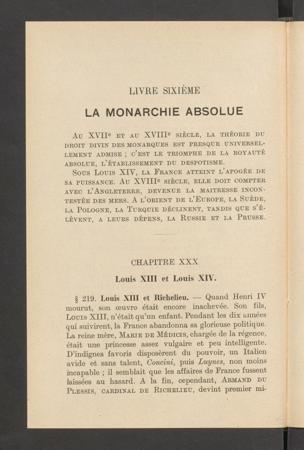 LIVRE SIXIÈME
LA MONARCHIE ABSOLUE
AU XVIIe ET AU XVIIIe SIÈCLE, LA THÉORIE DU
DROIT DIVIN DES MONARQUES EST PRESQUE UNIVERSEL-
LEMENT ADMISE ; C'EST LE TRIOMPHE DE LA ROYAUTÉ
ABSOLUE, L'ÉTABLISSEMENT DU DESPOTISME.
SOUS LOUIS XIV, LA FRANCE ATTEINT L'APOGÉE DE
SA PUISSANCE. AU XVIIIe SIÈCLE, ELLE DOIT COMPTER
AVEC L'ANGLETERRE, DEVENUE LA MAITRESSE INCON-
TESTÉE DES MERS. A L'ORIENT DE L'EUROPE, LA SUÈDE,
LA POLOGNE, LA TURQUIE DÉCLINENT, TANDIS QUE S'É-
LÈVENT, A LEURS DÉPENS, LA RUSSIE ET LA PRUSSE.
CHAPITRE XXX
Louis XIII et Louis XIV.
§ 219. Louis XIII et Richelieu. — Quand Henri IV
mourut, son œuvre était encore inachevée. Son fils,
LOUIS XIII, n'était qu'un enfant. Pendant les dix années
qui suivirent, la France abandonna sa glorieuse politique.
La reine mère, MARIE DE MÉDICIS, chargée de la régence,
était une princesse assez vulgaire et peu intelligente.
D'indignes favoris disposèrent du pouvoir, un Italien
avide et sans talent, Concini, puis Luynes, non moins
incapable ; il semblait que les affaires de France fussent
laissées au hasard. A la fin, cependant, ARMAND DU
PLESSIS, CARDINAL DE RICHELIEU, devint premier mi-